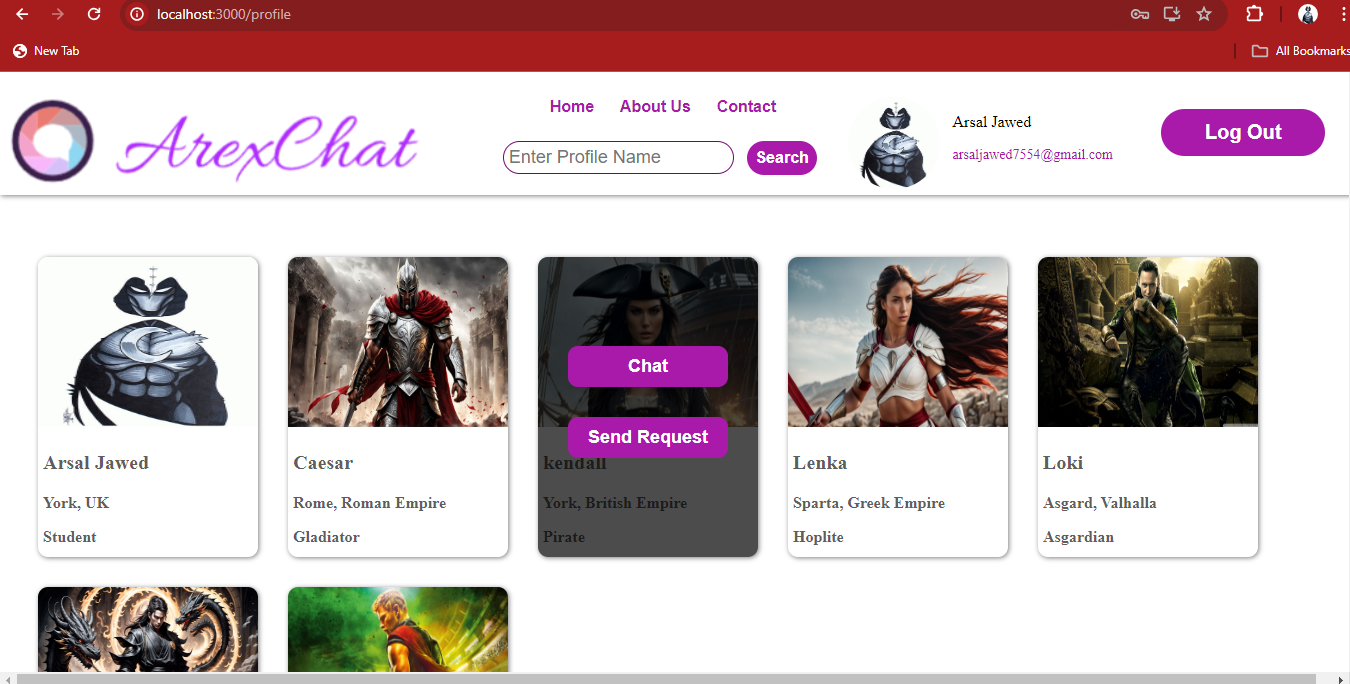 localhost:3000/profile
New Tab
All Bookmarks
ArexChat
Home About Us Contact
Enter Profile Name
Search
Arsal Jawed
arsaljawed7554@gmail.com
Log Out
Arsal Jawed
York, UK
Student
Caesar
Rome, Roman Empire
Gladiator
Chat
Send Request
kendall
York, British Empire
Pirate
Lenka
Sparta, Greek Empire
Hoplite
Loki
Asgard, Valhalla
Asgardian